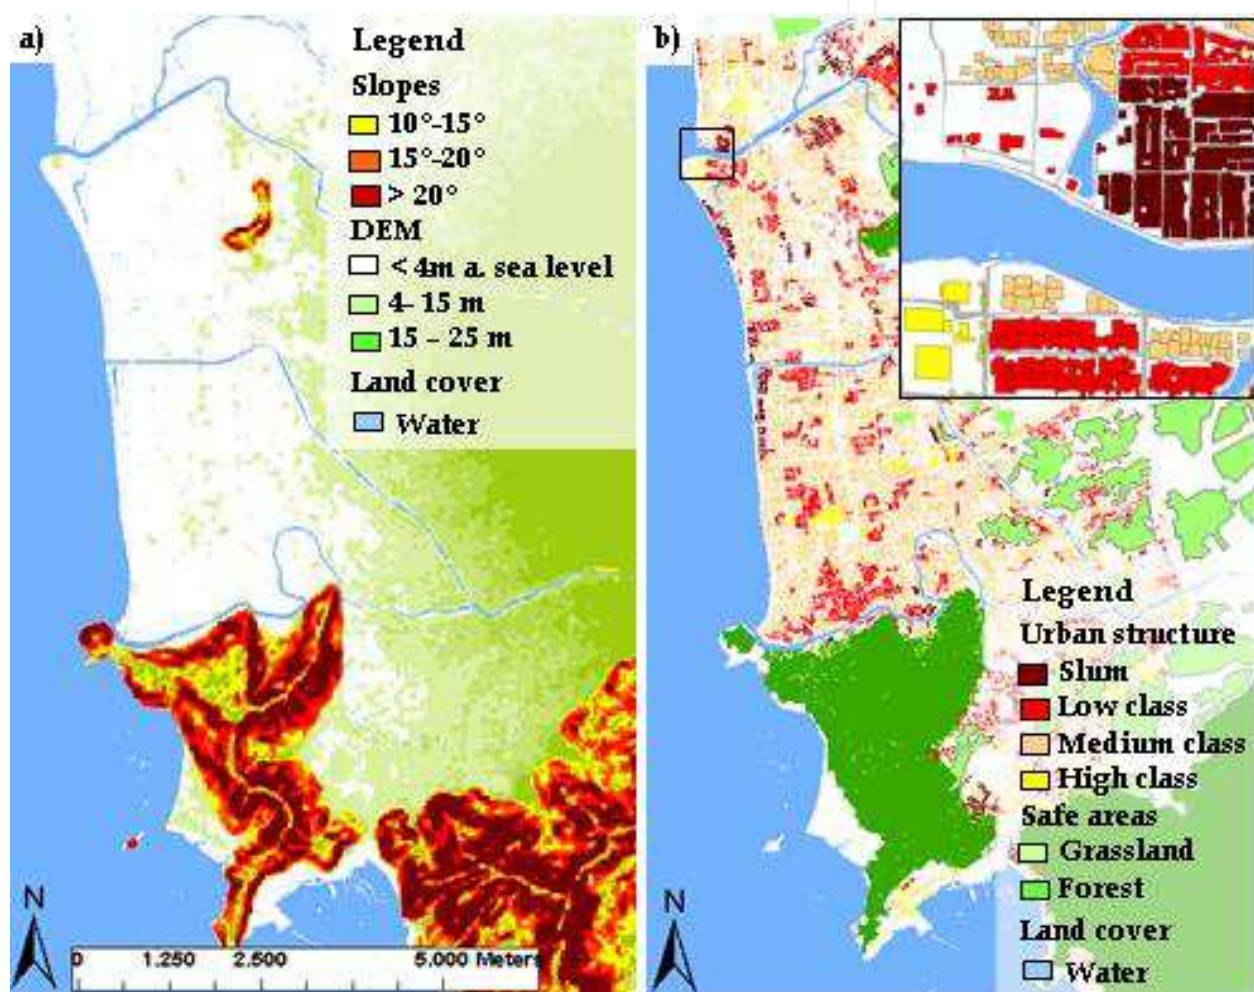 a)
Legend
Slopes
10°-15°
15°-20°
> 20°
DEM
< 4m a. sea level
4- 15 m
15 - 25 m
Land cover
Water
N
0 1.250 2.500 5.000 Meters
b)
Legend
Urban structure
Slum
Low class
Medium class
High class
Safe areas
Grassland
Forest
Land cover
Water
N